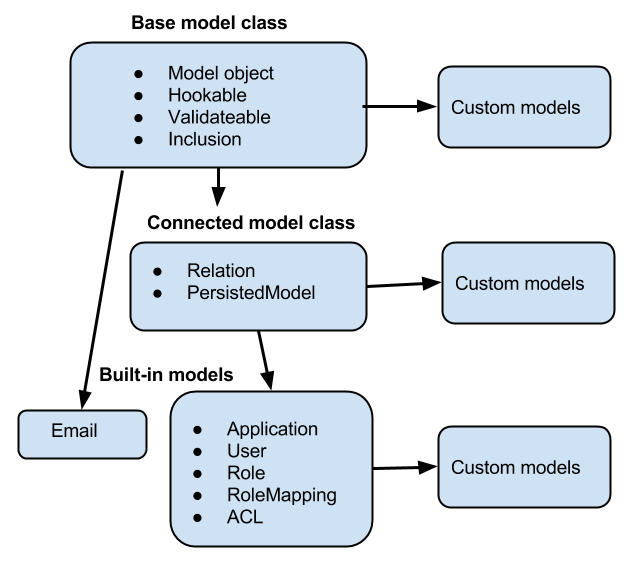 Base model class
● Model object
● Hookable
● Validateable
● Inclusion
Custom models
Connected model class
● Relation
● PersistedModel
Custom models
Built-in models
Email
● Application
● User
● Role
● RoleMapping
● ACL
Custom models